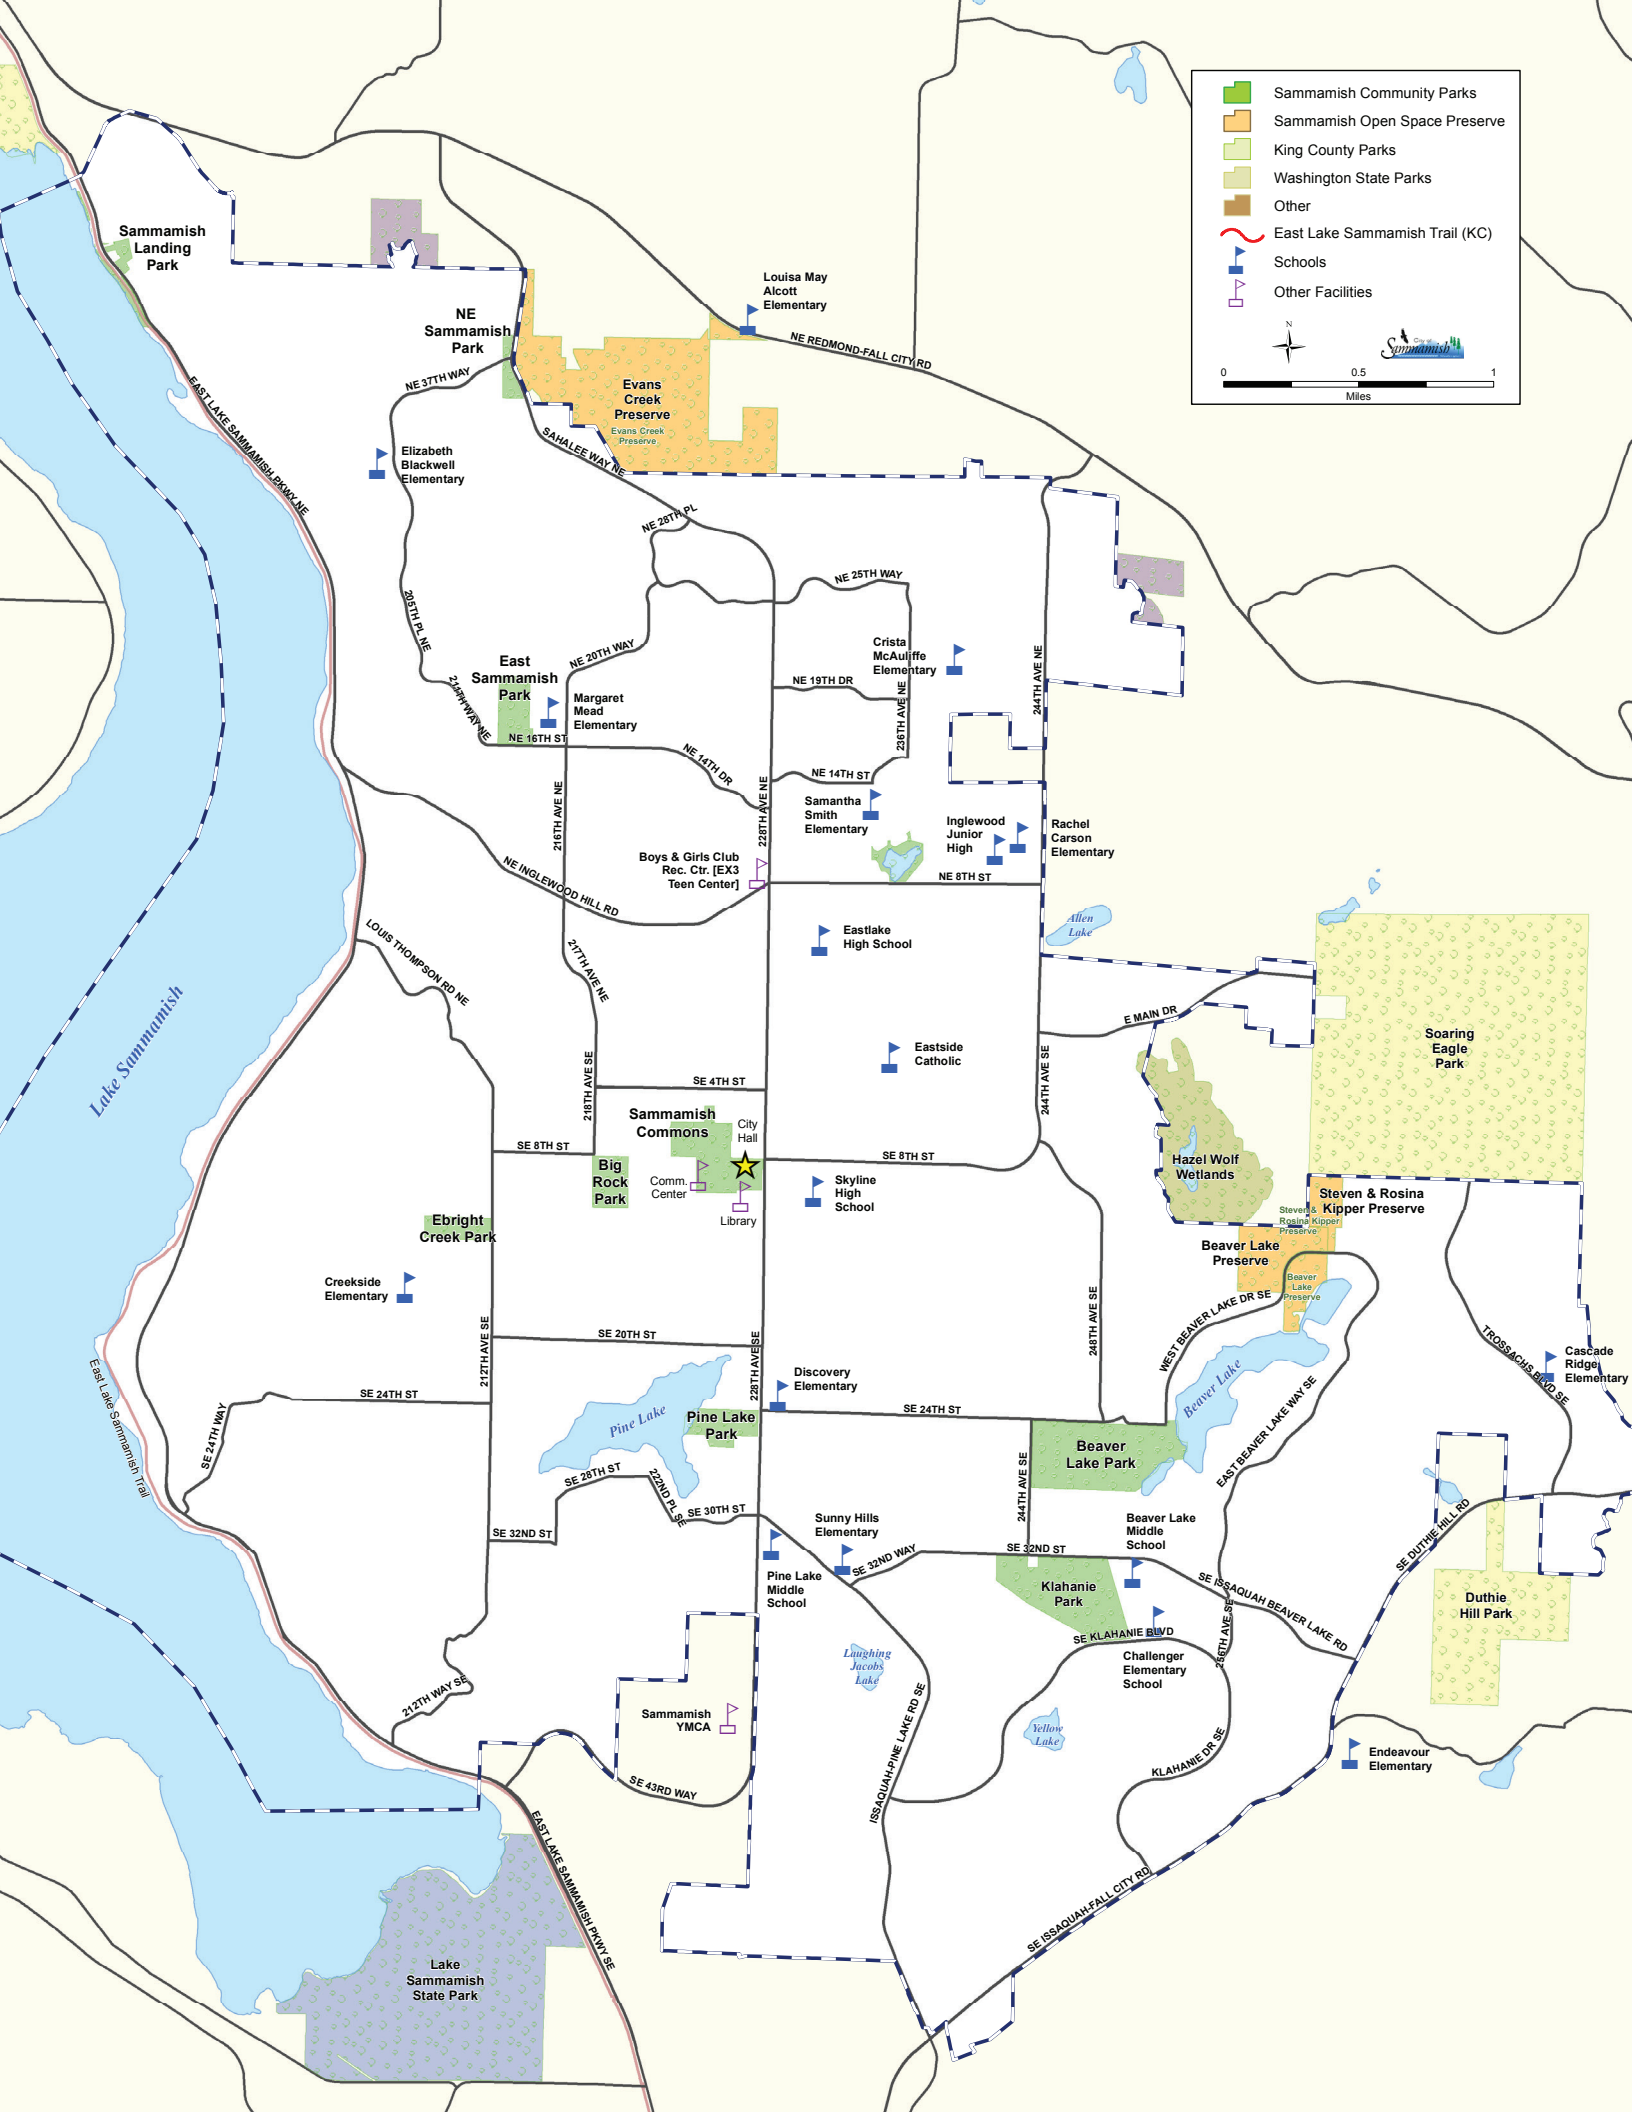 Sammamish Community Parks
Sammamish Open Space Preserve
King County Parks
Washington State Parks
Other
East Lake Sammamish Trail (KC)
Schools
Other Facilities
N
City of
Sammamish
0
0.5
1
Miles
Sammamish
Landing
Park
Louisa May
Alcott
Elementary
NE
Sammamish
Park
NE REDMOND-FALL CITY RD
NE 37TH WAY
EAST LAKE SAMMAMISH PKWY NE
Evans
Creek
Preserve
Evans Creek
Preserve
SAHALEE WAY NE
Elizabeth
Blackwell
Elementary
NE 28TH PL
NE 25TH WAY
205TH PL NE
NE 20TH WAY
Crista
McAuliffe
Elementary
244TH AVE NE
East
Sammamish
Park
211TH WAY NE
NE 19TH DR
236TH AVE NE
Margaret
Mead
Elementary
NE 16TH ST
NE 14TH DR
NE 14TH ST
216TH AVE NE
228TH AVE NE
Samantha
Smith
Elementary
Inglewood
Junior
High
Rachel
Carson
Elementary
Boys & Girls Club
Rec. Ctr. [EX3
Teen Center]
NE INGLEWOOD HILL RD
NE 8TH ST
LOUIS THOMPSON RD NE
217TH AVE NE
Eastlake
High School
Allen
Lake
Lake Sammamish
E MAIN DR
Soaring
Eagle
Park
Eastside
Catholic
218TH AVE SE
SE 4TH ST
244TH AVE SE
Sammamish
Commons
City
Hall
SE 8TH ST
SE 8TH ST
Big
Rock
Park
Comm.
Center
Library
Skyline
High
School
Hazel Wolf
Wetlands
Steven & Rosina
Kipper Preserve
Steven &
Rosina Kipper
Preserve
Ebright
Creek Park
Beaver Lake
Preserve
Beaver
Lake
Preserve
Creekside
Elementary
WEST BEAVER LAKE DR SE
248TH AVE SE
SE 20TH ST
212TH AVE SE
228TH AVE SE
TROSSACHS BLVD SE
Cascade
Ridge
Elementary
East Lake Sammamish Trail
Discovery
Elementary
Beaver Lake
EAST BEAVER LAKE WAY SE
SE 24TH ST
SE 24TH WAY
SE 24TH ST
Pine Lake
Pine Lake
Park
Beaver
Lake Park
SE 28TH ST
222ND PL SE
SE 30TH ST
244TH AVE SE
SE 32ND ST
Sunny Hills
Elementary
Beaver Lake
Middle
School
SE DUTHIE HILL RD
SE 32ND WAY
SE 32ND ST
Pine Lake
Middle
School
Klahanie
Park
SE ISSAQUAH BEAVER LAKE RD
Duthie
Hill Park
SE KLAHANIE BLVD
256TH AVE SE
Challenger
Elementary
School
Laughing
Jacobs
Lake
212TH WAY SE
Sammamish
YMCA
ISSAQUAH-PINE LAKE RD SE
Yellow
Lake
KLAHANIE DR SE
Endeavour
Elementary
SE 43RD WAY
EAST LAKE SAMMAMISH PKWY SE
SE ISSAQUAH-FALL CITY RD
Lake
Sammamish
State Park